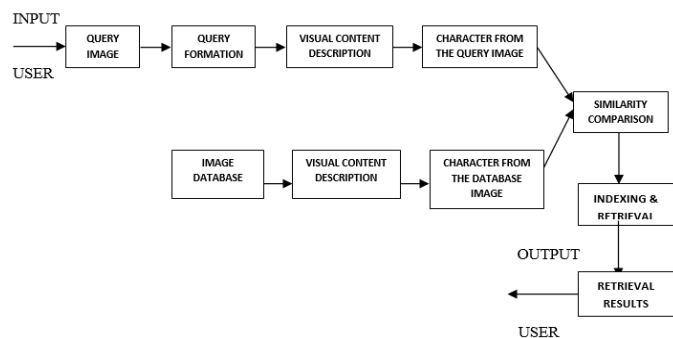 INPUT
USER
QUERY
IMAGE
QUERY
FORMATION
VISUAL CONTENT
DESCRIPTION
CHARACTER FROM
THE QUERY IMAGE
SIMILARITY
COMPARISON
IMAGE
DATABASE
VISUAL CONTENT
DESCRIPTION
CHARACTER FROM
THE DATABASE
IMAGE
INDEXING &
RETRIEVAL
OUTPUT
RETRIEVAL
RESULTS
USER